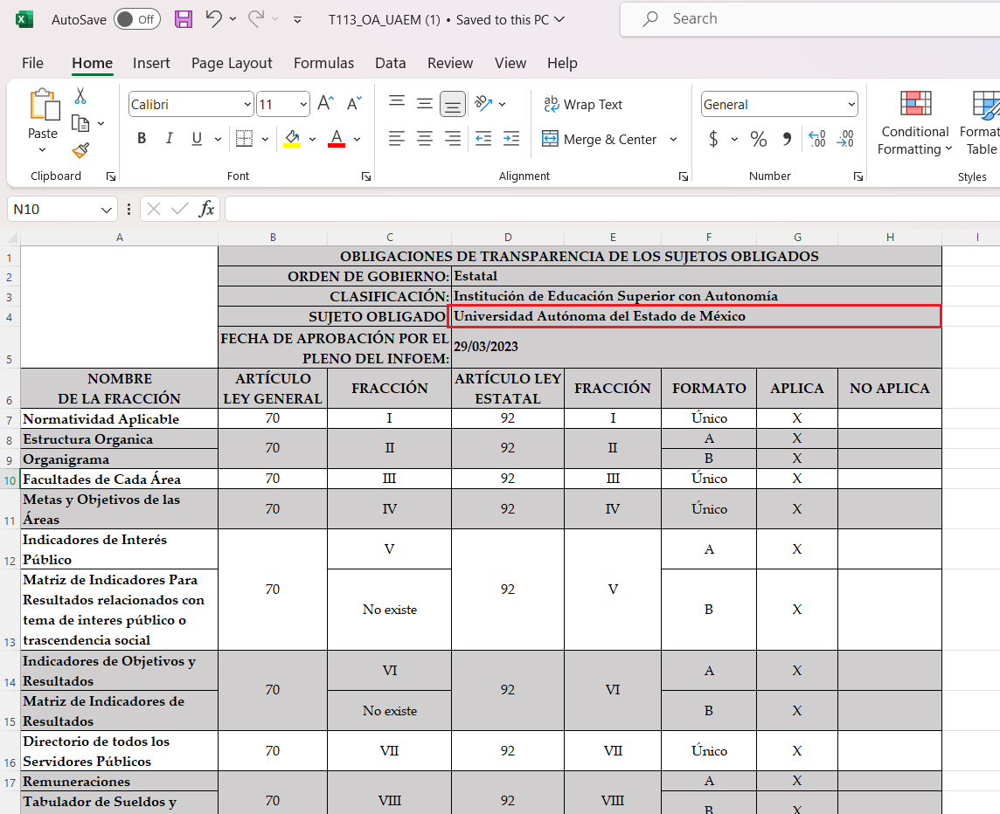 AutoSave Off T113_OA_UAEM (1) • Saved to this PC Search
File Home Insert Page Layout Formulas Data Review View Help
Calibri 11 Wrap Text General
Paste B I U Merge & Center $ % Conditional Formatting Format Table
Clipboard Font Alignment Number Styles
N10 fx
A B C D E F G H I
1 OBLIGACIONES DE TRANSPARENCIA DE LOS SUJETOS OBLIGADOS
2 ORDEN DE GOBIERNO: Estatal
3 CLASIFICACIÓN: Institución de Educación Superior con Autonomía
4 SUJETO OBLIGADO Universidad Autónoma del Estado de México
FECHA DE APROBACIÓN POR EL
5 PLENO DEL INFOEM: 29/03/2023
NOMBRE ARTÍCULO FRACCIÓN ARTÍCULO LEY FRACCIÓN FORMATO APLICA NO APLICA
6 DE LA FRACCIÓN LEY GENERAL ESTATAL
7 Normatividad Aplicable 70 I 92 I Único X
8 Estructura Organica 70 II 92 II A X
9 Organigrama B X
10 Facultades de Cada Área 70 III 92 III Único X
Metas y Objetivos de las
11 Áreas 70 IV 92 IV Único X
Indicadores de Interés
12 Público 70 V 92 V A X
Matriz de Indicadores Para
Resultados relacionados con
tema de interes público o No existe B X
13 trascendencia social
Indicadores de Objetivos y
14 Resultados 70 VI 92 VI A X
Matriz de Indicadores de
15 Resultados No existe B X
Directorio de todos los
16 Servidores Públicos 70 VII 92 VII Único X
17 Remuneraciones A X
Tabulador de Sueldos y 70 VIII 92 VIII B X